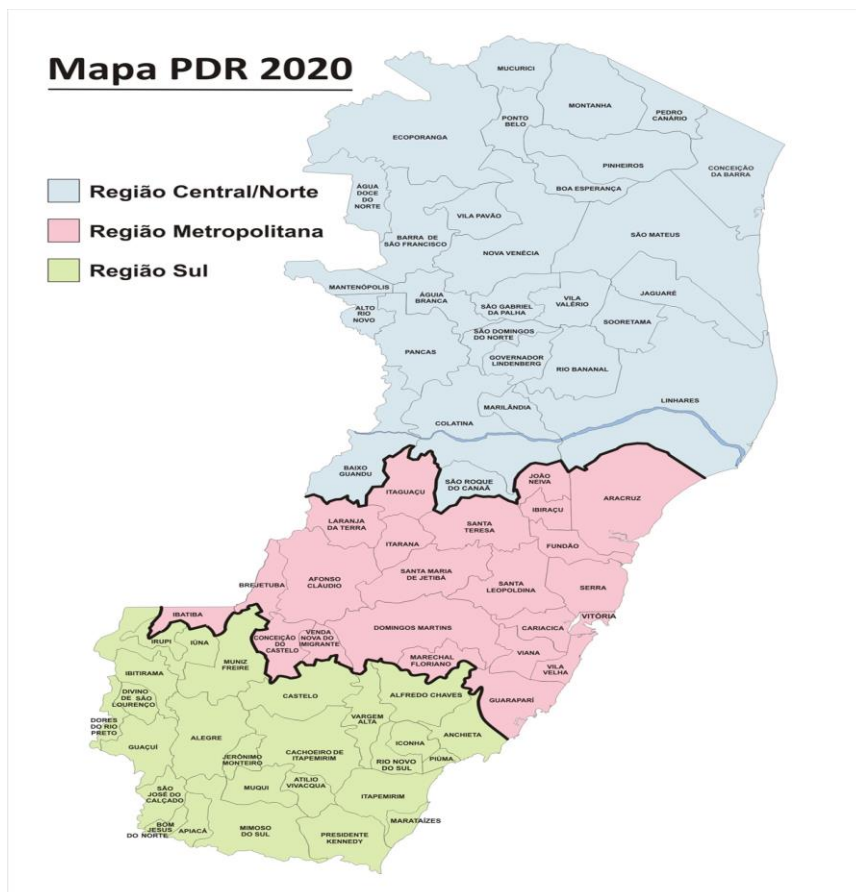 Mapa PDR 2020
Região Central/Norte
Região Metropolitana
Região Sul
MUCURICI
MONTANHA
PEDRO
CANÁRIO
PONTO
BELO
ECOPORANGA
PINHEIROS
CONCEIÇÃO
DA BARRA
ÁGUA
DOCE
DO
NORTE
BOA ESPERANÇA
VILA PAVÃO
BARRA DE
SÃO FRANCISCO
SÃO MATEUS
NOVA VENÉCIA
MANTENÓPOLIS
ÁGUIA
BRANCA
ALTO
RIO
NOVO
SÃO GABRIEL
DA PALHA
VILA
VALÉRIO
JAGUARÉ
SOORETAMA
SÃO DOMINGOS
DO NORTE
PANCAS
GOVERNADOR
LINDENBERG
RIO BANANAL
LINHARES
MARILÂNDIA
COLATINA
BAIXO
GUANDU
SÃO ROQUE
DO CANAÃ
JOÃO
NEIVA
ITAGUAÇU
ARACRUZ
IBIRAÇU
LARANJA
DA TERRA
SANTA
TERESA
ITARANA
FUNDÃO
SANTA MARIA
DE JETIBÁ
AFONSO
CLÁUDIO
BREJETUBA
SANTA
LEOPOLDINA
SERRA
IBATIBA
VITÓRIA
DOMINGOS MARTINS
CARIACICA
CONCEIÇÃO
DO
CASTELO
VENDA
NOVA DO
IMIGRANTE
VIANA
MARECHAL
FLORIANO
VILA
VELHA
GUARAPARÍ
IRUPI
IÚNA
MUNIZ
FREIRE
IBITIRAMA
CASTELO
ALFREDO CHAVES
DIVINO
DE SÃO
LOURENÇO
DORES
DO RIO
PRETO
VARGEM
ALTA
ANCHIETA
GUAÇUÍ
ALEGRE
ICONHA
CACHOEIRO DE
ITAPEMIRIM
JERÔNIMO
MONTEIRO
RIO NOVO
DO SUL
PIÚMA
SÃO
JOSÉ DO
CALÇADO
MUQUI
ATILIO
VIVACQUA
ITAPEMIRIM
BOM
JESUS
DO NORTE
APIACÁ
MIMOSO
DO SUL
PRESIDENTE
KENNEDY
MARATAÍZES